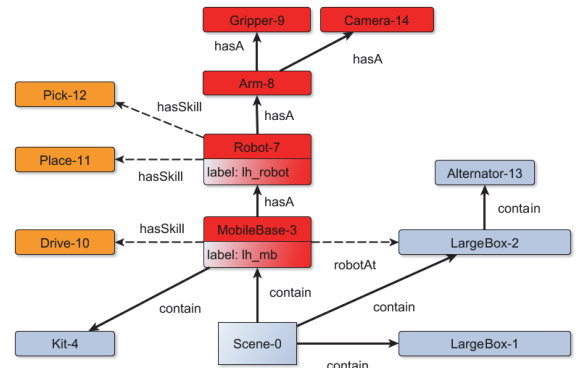 Gripper-9
Camera-14
hasA
hasA
Arm-8
Pick-12
hasSkill
hasA
Robot-7
Place-11
label: lh_robot
Alternator-13
hasSkill
hasA
contain
hasSkill
MobileBase-3
Drive-10
LargeBox-2
label: lh_mb
robotAt
contain
contain
contain
Kit-4
Scene-0
LargeBox-1
contain